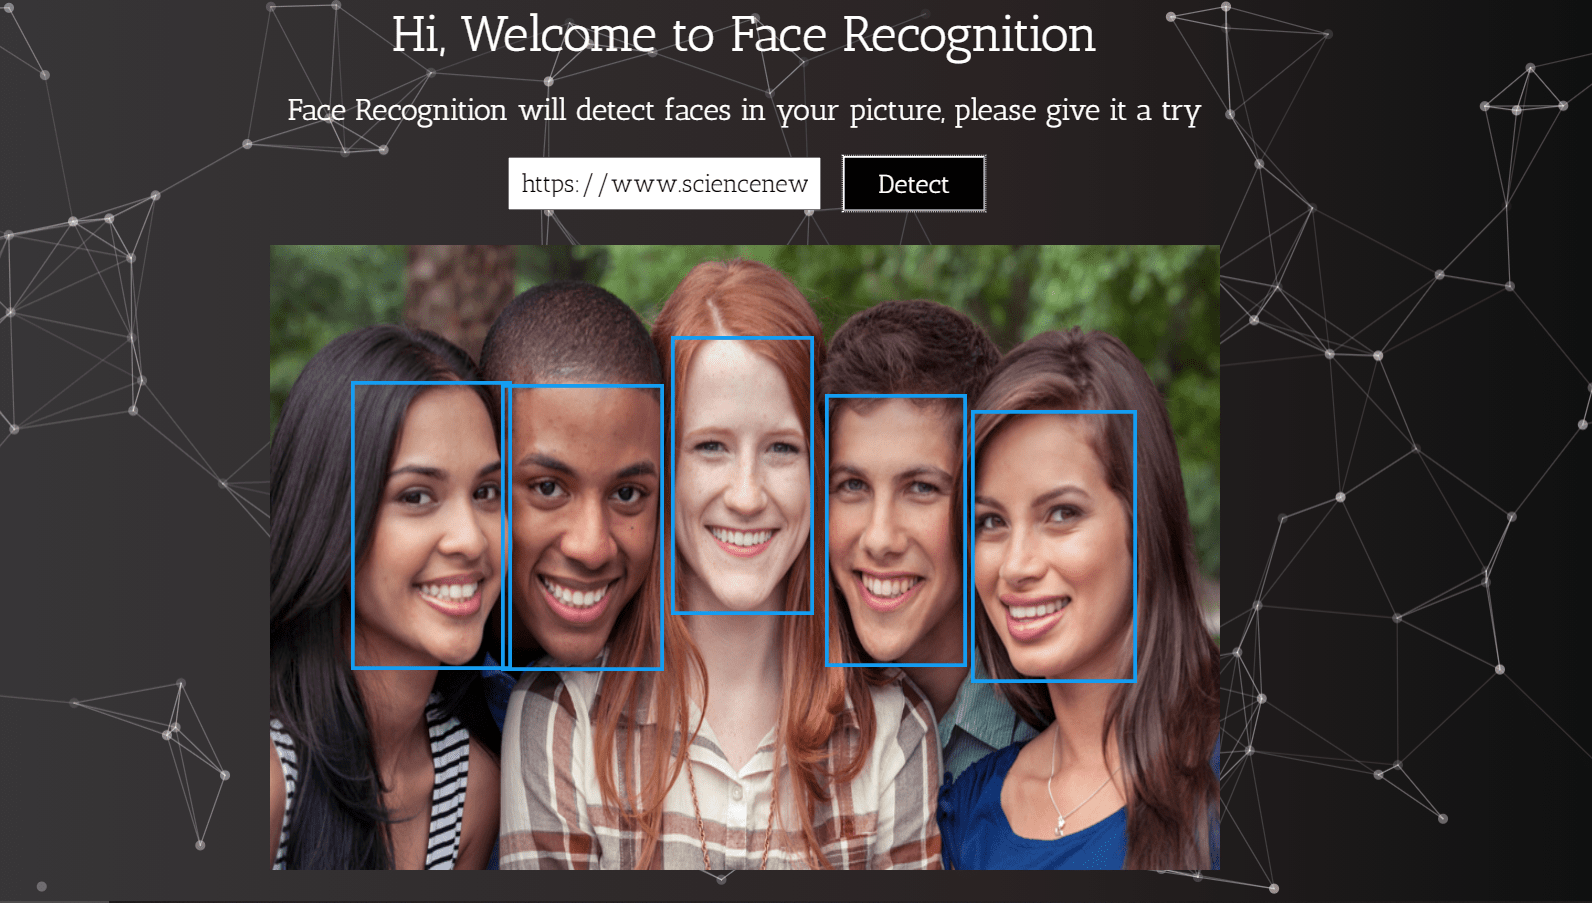 Hi, Welcome to Face Recognition
Face Recognition will detect faces in your picture, please give it a try
https://www.sciencenew
Detect